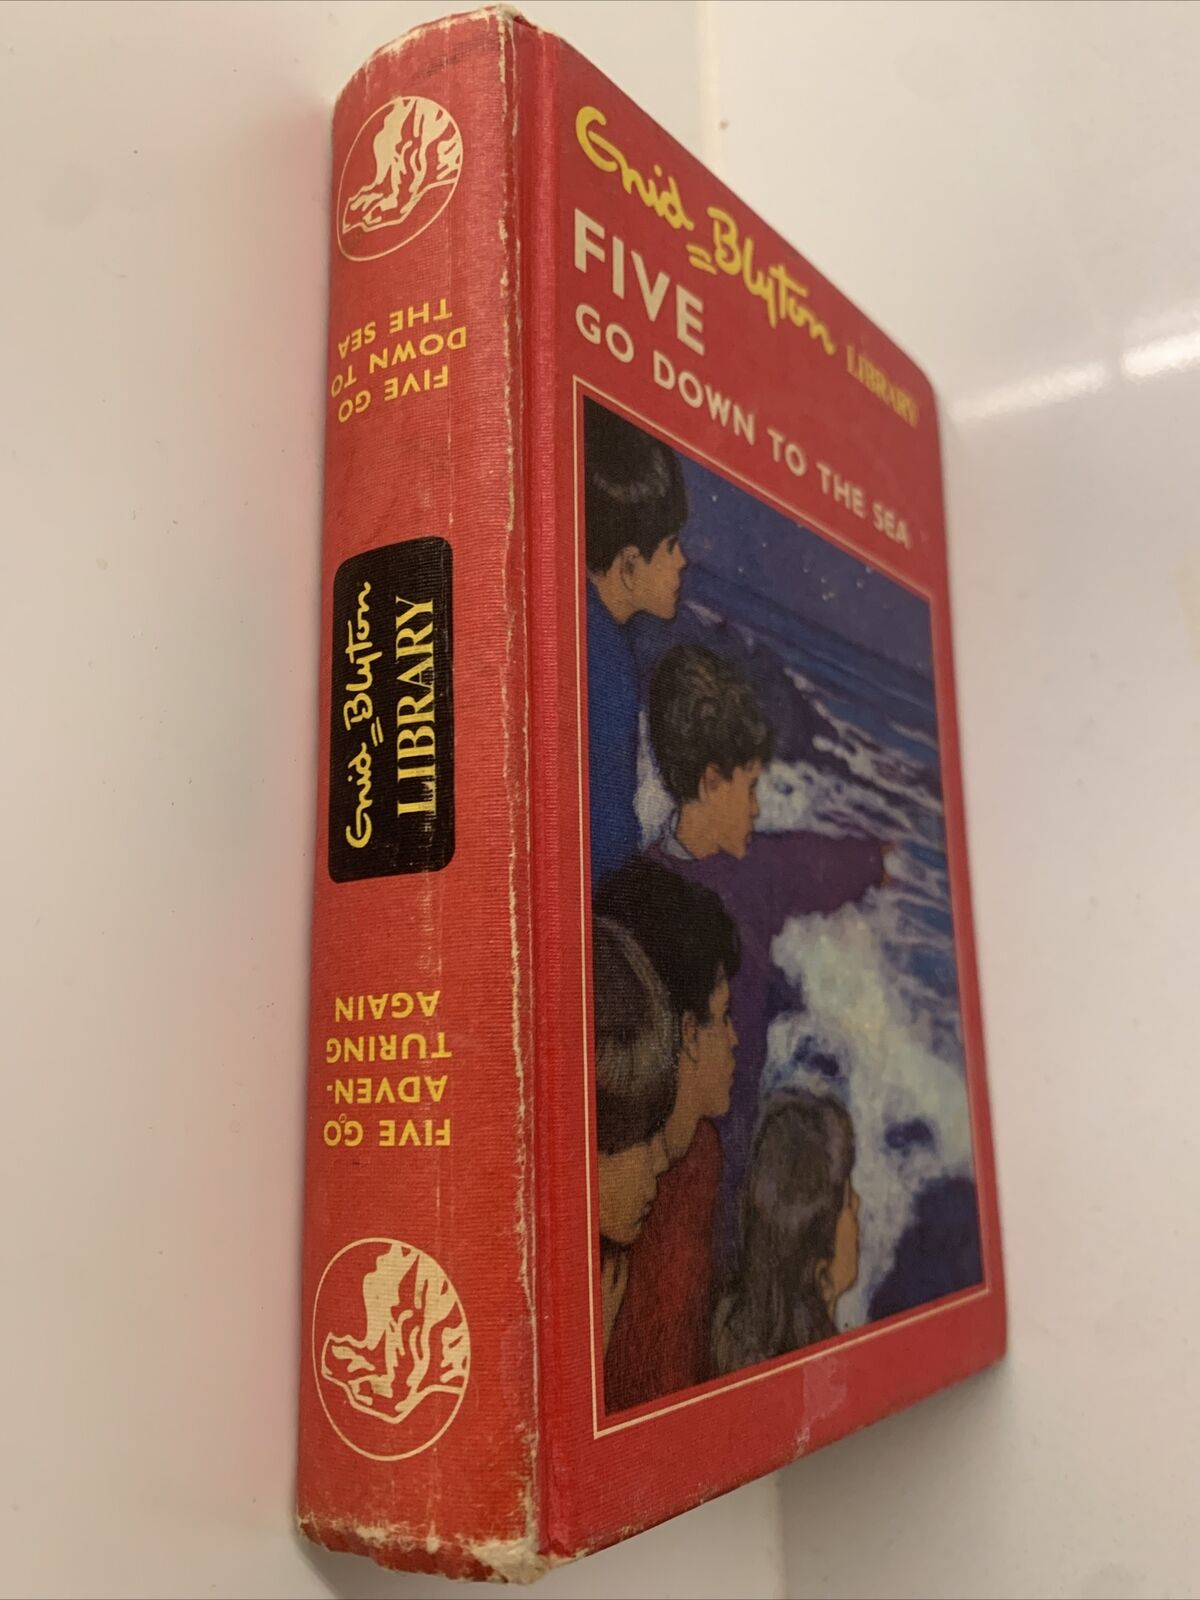 Enid Blyton LIBRARY
FIVE
GO DOWN TO THE SEA
FIVE GO
DOWN TO
THE SEA
Enid Blyton
LIBRARY
FIVE GO
ADVEN-
TURING
AGAIN